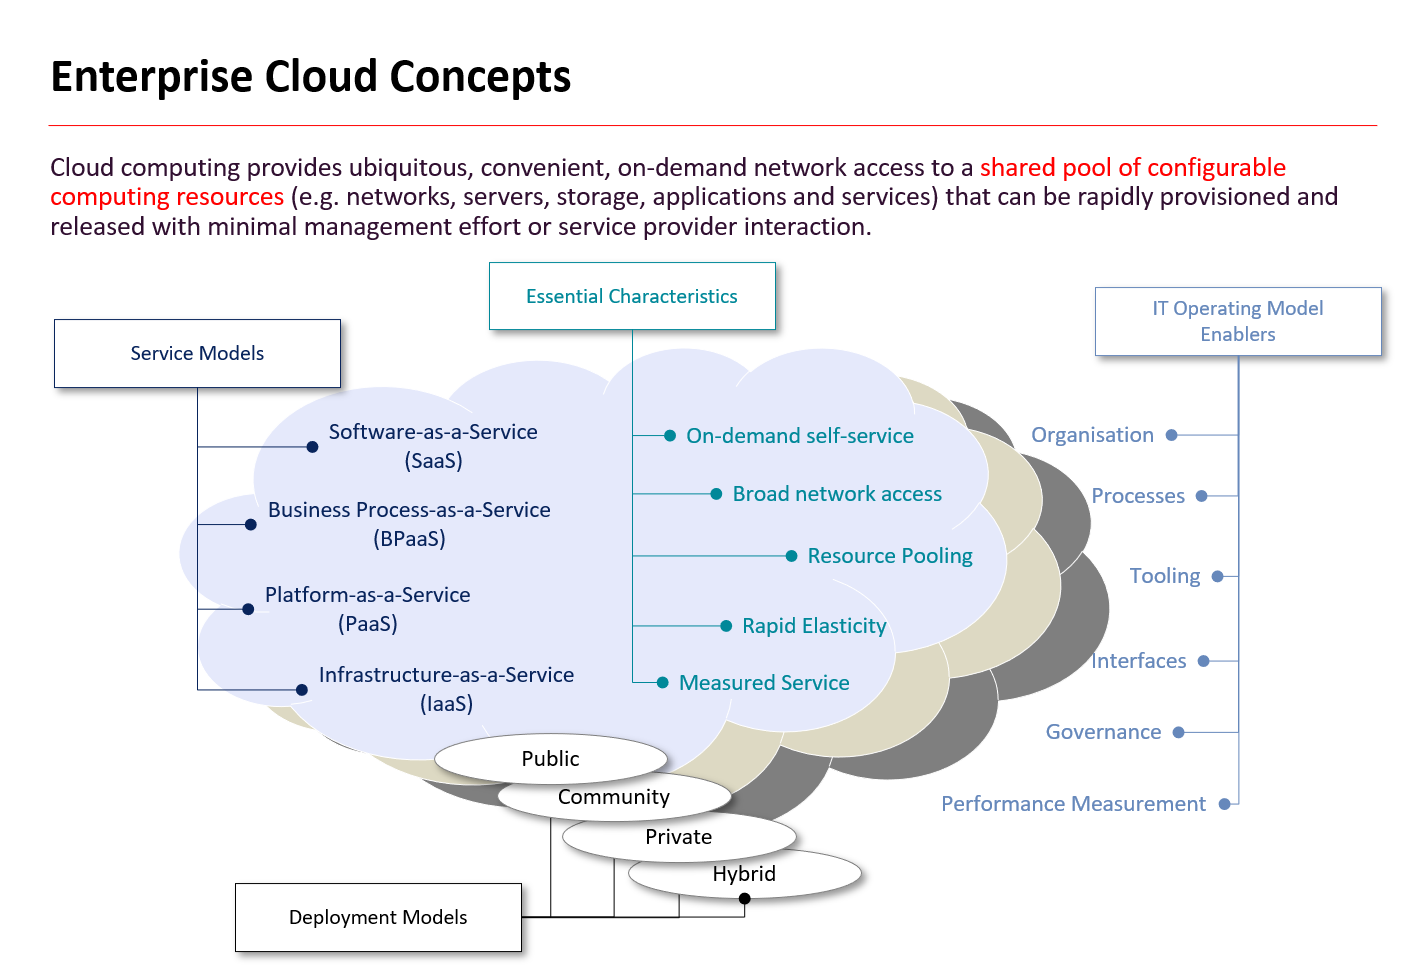 Enterprise Cloud Concepts
Cloud computing provides ubiquitous, convenient, on-demand network access to a shared pool of configurable
computing resources (e.g. networks, servers, storage, applications and services) that can be rapidly provisioned and
released with minimal management effort or service provider interaction.
Service Models
Software-as-a-Service
(SaaS)
Business Process-as-a-Service
(BPaaS)
Platform-as-a-Service
(PaaS)
Infrastructure-as-a-Service
(IaaS)
Essential Characteristics
On-demand self-service
Broad network access
Resource Pooling
Rapid Elasticity
Measured Service
IT Operating Model
Enablers
Organisation
Processes
Tooling
Interfaces
Governance
Performance Measurement
Public
Community
Private
Hybrid
Deployment Models